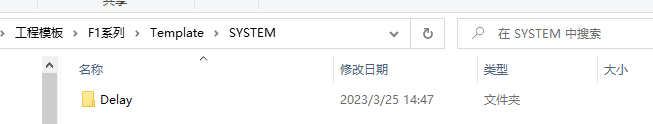 共享
工程模板 › F1系列 › Template › SYSTEM
在 SYSTEM 中搜索
名称 修改日期 类型 大小
Delay 2023/3/25 14:47 文件夹